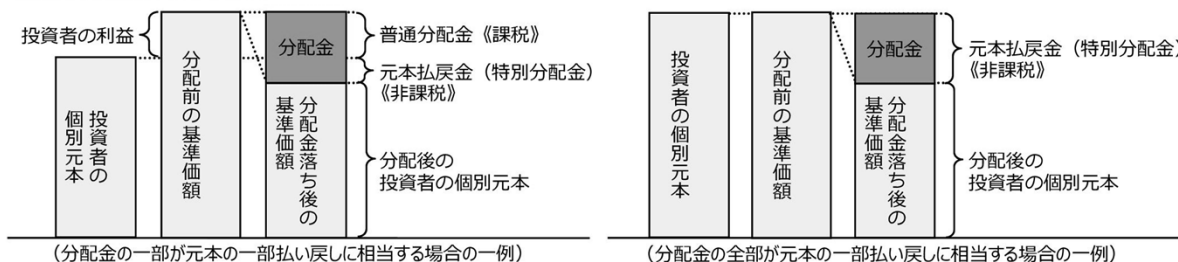 投資者の利益
投資者の
個別元本
分配前の基準価額
分配金
分配金落ち後の
基準価額
普通分配金《課税》
元本払戻金（特別分配金）
《非課税》
分配後の
投資者の個別元本
（分配金の一部が元本の一部払い戻しに相当する場合の一例）
投資者の個別元本
分配前の基準価額
分配金
分配金落ち後の
基準価額
元本払戻金（特別分配金）
《非課税》
分配後の
投資者の個別元本
（分配金の全部が元本の一部払い戻しに相当する場合の一例）